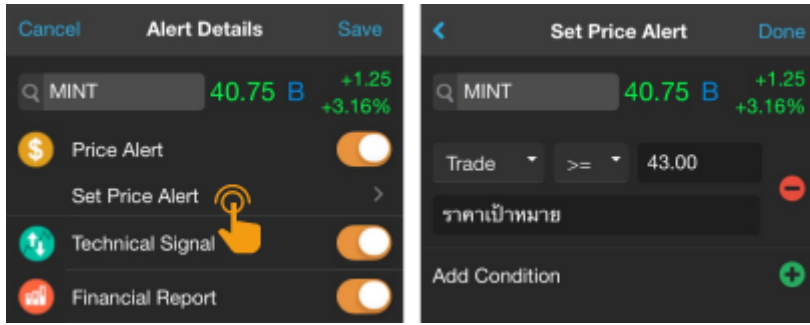 Cancel Alert Details Save
MINT 40.75 B +1.25
+3.16%
Price Alert
Set Price Alert >
Technical Signal
Financial Report
< Set Price Alert Done
MINT 40.75 B +1.25
+3.16%
Trade >= 43.00
ราคาเป้าหมาย
Add Condition